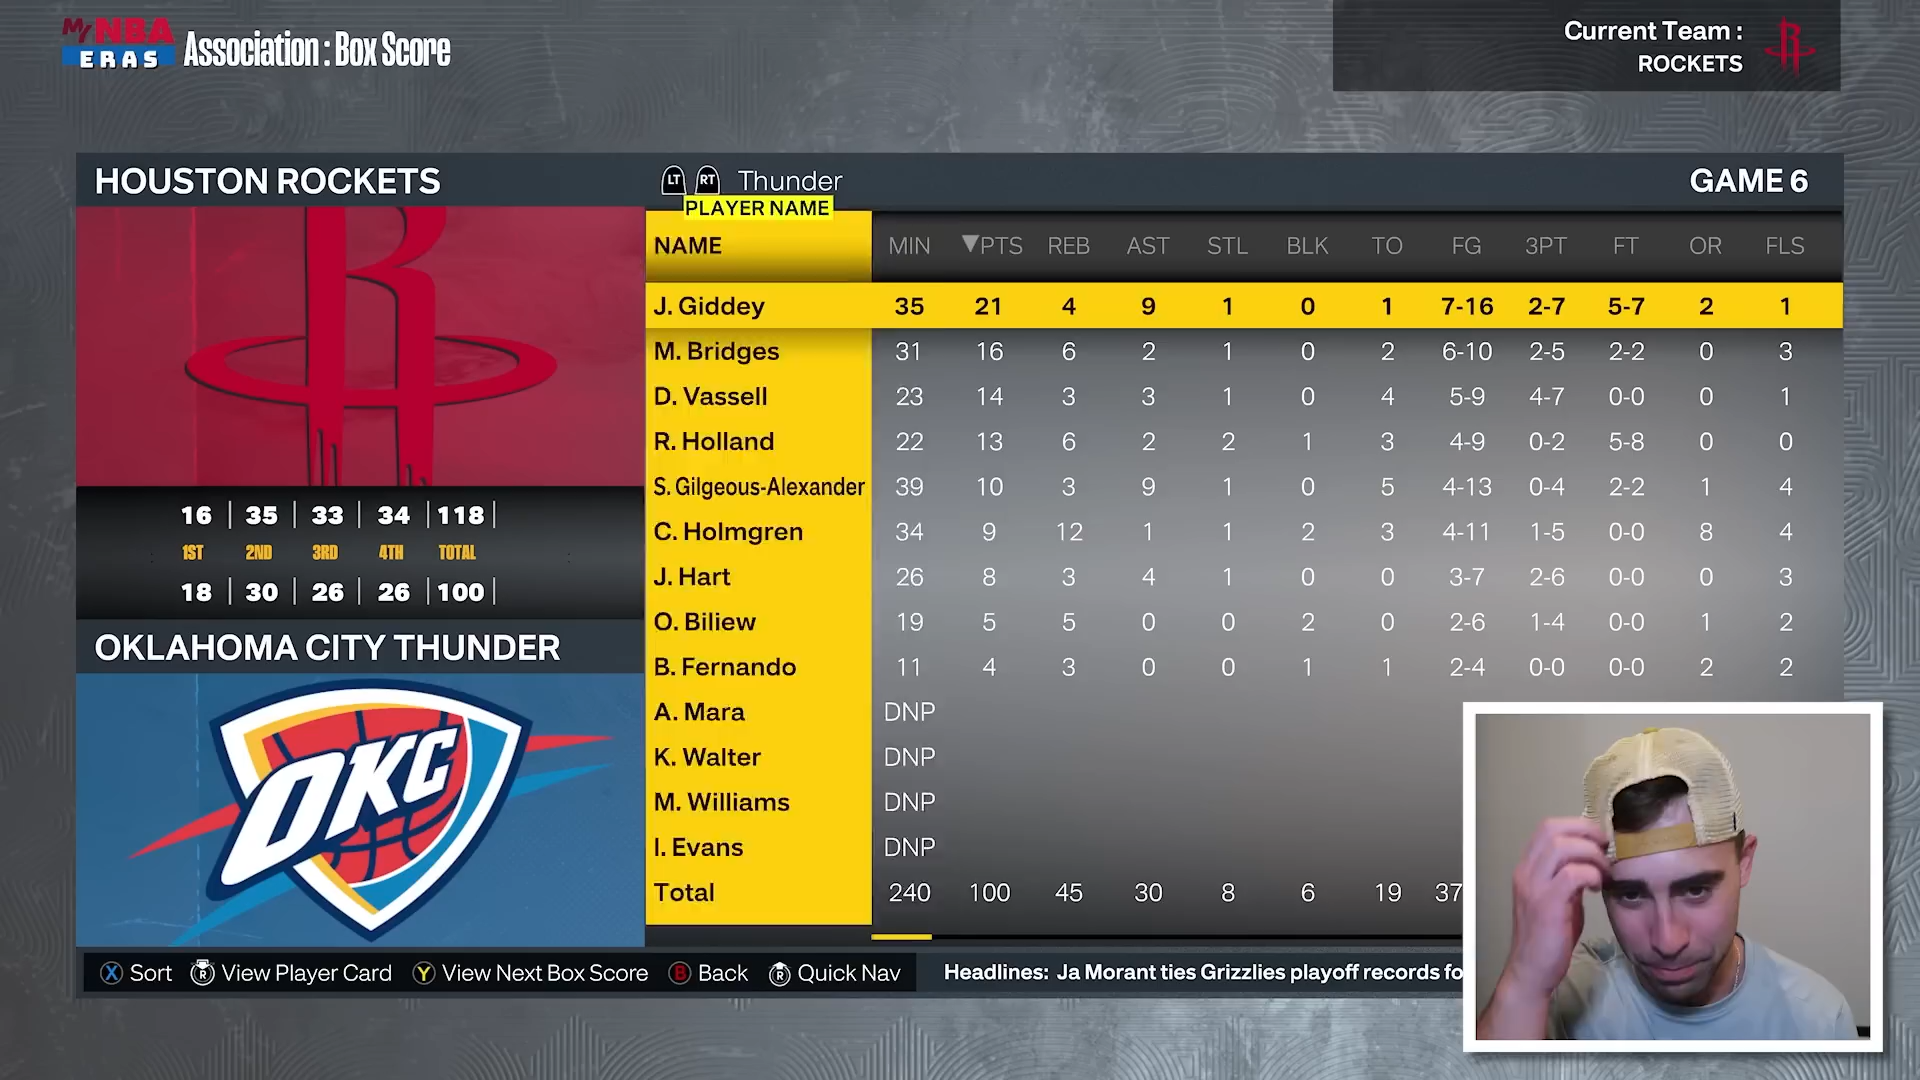 MyNBA
ERAS
Association : Box Score
Current Team :
ROCKETS
HOUSTON ROCKETS
LT RT Thunder
GAME 6
PLAYER NAME
NAME MIN ▼PTS REB AST STL BLK TO FG 3PT FT OR FLS
J. Giddey 35 21 4 9 1 0 1 7-16 2-7 5-7 2 1
M. Bridges 31 16 6 2 1 0 2 6-10 2-5 2-2 0 3
D. Vassell 23 14 3 3 1 0 4 5-9 4-7 0-0 0 1
R. Holland 22 13 6 2 2 1 3 4-9 0-2 5-8 0 0
S. Gilgeous-Alexander 39 10 3 9 1 0 5 4-13 0-4 2-2 1 4
C. Holmgren 34 9 12 1 1 2 3 4-11 1-5 0-0 8 4
J. Hart 26 8 3 4 1 0 0 3-7 2-6 0-0 0 3
O. Biliew 19 5 5 0 0 2 0 2-6 1-4 0-0 1 2
B. Fernando 11 4 3 0 0 1 1 2-4 0-0 0-0 2 2
A. Mara DNP
K. Walter DNP
M. Williams DNP
I. Evans DNP
Total 240 100 45 30 8 6 19 37
16 35 33 34 118
1ST 2ND 3RD 4TH TOTAL
18 30 26 26 100
OKLAHOMA CITY THUNDER
OKC
X Sort R View Player Card Y View Next Box Score B Back R Quick Nav
Headlines: Ja Morant ties Grizzlies playoff records fo